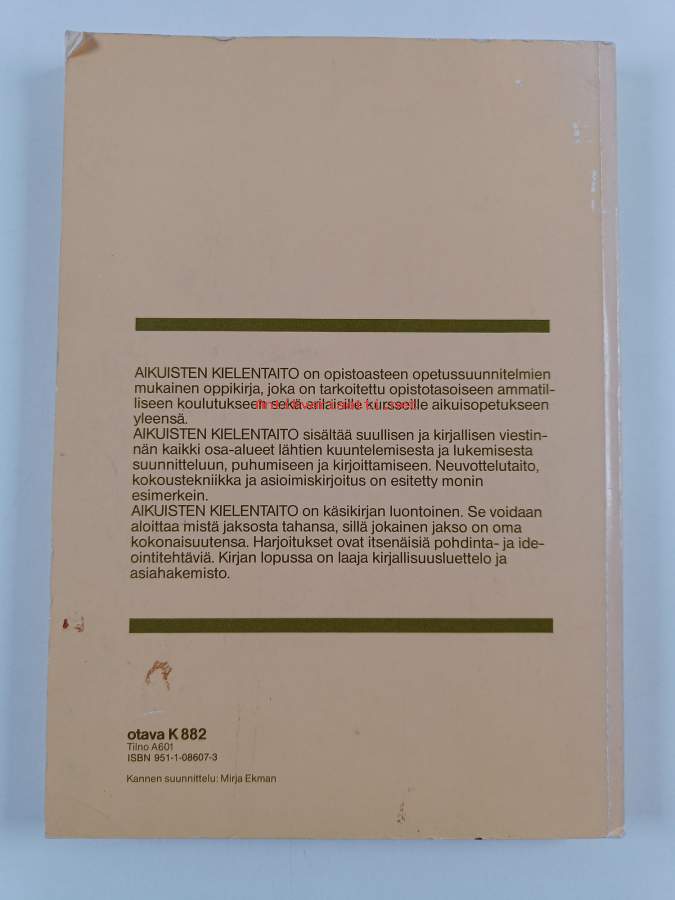 AIKUISTEN KIELENTAITO on opistoasteen opetussuunnitelmien
mukainen oppikirja, joka on tarkoitettu opistotasoiseen ammatil-
liseen koulutukseen sekä erilaisille kursseille aikuisopetukseen
yleensä.
AIKUISTEN KIELENTAITO sisältää suullisen ja kirjallisen viestin-
nän kaikki osa-alueet lähtien kuuntelemisesta ja lukemisesta
suunnitteluun, puhumiseen ja kirjoittamiseen. Neuvottelutaito,
kokoustekniikka ja asioimiskirjoitus on esitetty monin
esimerkein.
AIKUISTEN KIELENTAITO on käsikirjan luontoinen. Se voidaan
aloittaa mistä jaksosta tahansa, sillä jokainen jakso on oma
kokonaisuutensa. Harjoitukset ovat itsenäisiä pohdinta- ja ide-
ointitehtäviä. Kirjan lopussa on laaja kirjallisuusluettelo ja
asiahakemisto.
otava K 882
Tilno A601
ISBN 951-1-08607-3
Kannen suunnittelu: Mirja Ekman